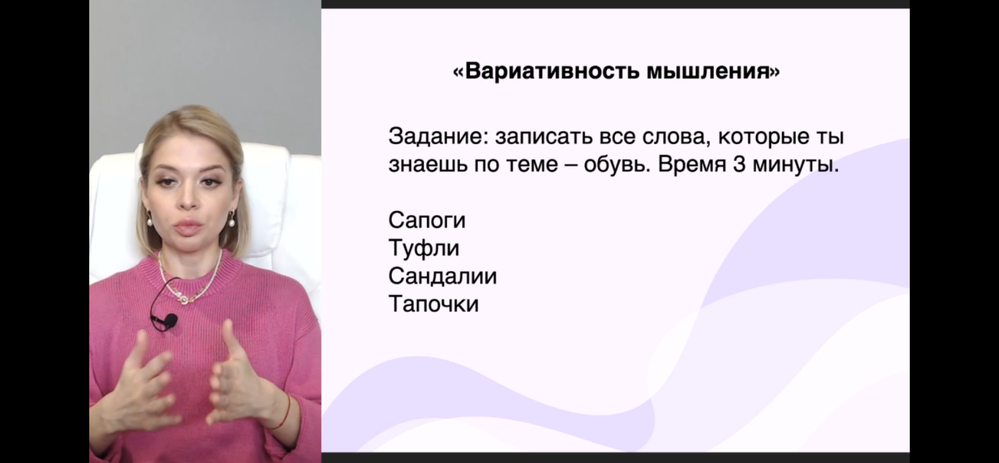 «Вариативность мышления»
Задание: записать все слова, которые ты
знаешь по теме – обувь. Время 3 минуты.
Сапоги
Туфли
Сандалии
Тапочки